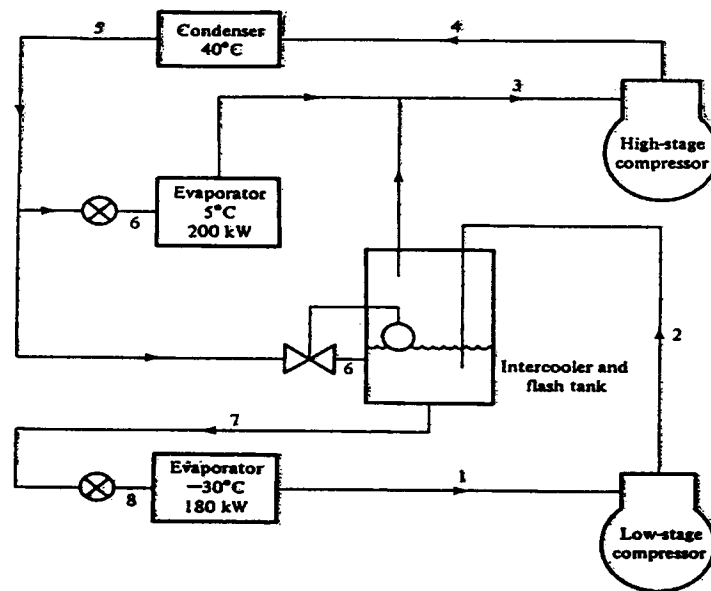 5
Condenser
40°C
4
3
High-stage
compressor
Evaporator
5°C
200 kW
6
2
6
Intercooler and
flash tank
7
Evaporator
−30°C
180 kW
8
1
Low-stage
compressor